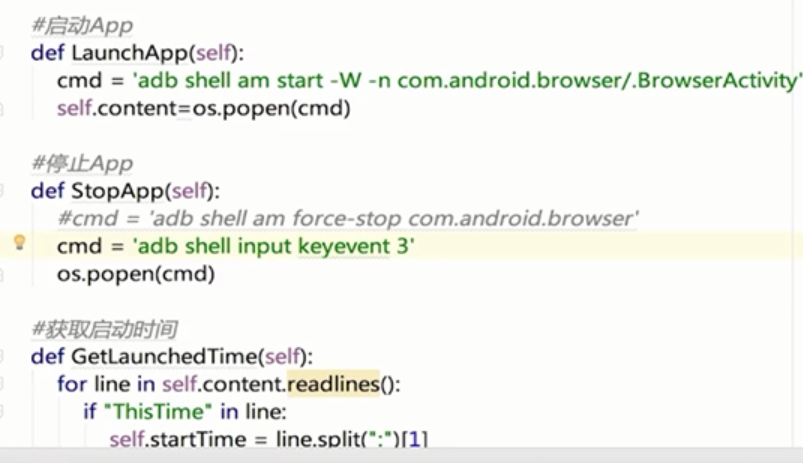 #启动App
def LaunchApp(self):
cmd = 'adb shell am start -W -n com.android.browser/.BrowserActivity'
self.content=os.popen(cmd)
#停止App
def StopApp(self):
#cmd = 'adb shell am force-stop com.android.browser'
cmd = 'adb shell input keyevent 3'
os.popen(cmd)
#获取启动时间
def GetLaunchedTime(self):
for line in self.content.readlines():
if "ThisTime" in line:
self.startTime = line.split(":")[1]